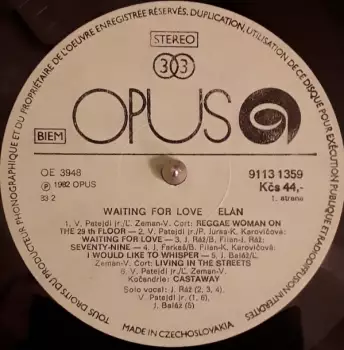 TOUS DROITS DU PRODUCTEUR PHONOGRAPHIQUE ET DU PROPRIÉTAIRE DE L'OEUVRE ENREGISTREE RÉSERVÉS, DUPLICATION, UTILISATION DE CE DISQUE POUR EXÉCUTION PUBLIQUE ET RADIODIFFUSION INTERDITES
STEREO
33
OPUS
BIEM
OE 3948
9113 1359
Ⓟ 1982 OPUS
Kčs 44,-
33 2
1. strana
WAITING FOR LOVE ELÁN
1. V. Patejdl jr./Ľ. Zeman-V. Cort: REGGAE WOMAN ON
THE 29 th FLOOR – 2. V. Patejdl jr./P. Jursa-K. Karovičová:
WAITING FOR LOVE – 3. J. Ráž/B. Filan-J. Ráž:
SEVENTY-NINE – 4. J. Farkaš/B. Filan-K. Karovičová:
I WOULD LIKE TO WHISPER – 5. J. Baláž/Ľ.
Zeman-V. Cort: LIVING IN THE STREETS
6. V. Patejdl jr./Ľ. Zeman-V.
Kočandrle: CASTAWAY
Solo vocal: J. Ráž (2, 3, 4),
V. Patejdl jr. (1, 6),
J. Baláž (5)
MADE IN CZECHOSLOVAKIA